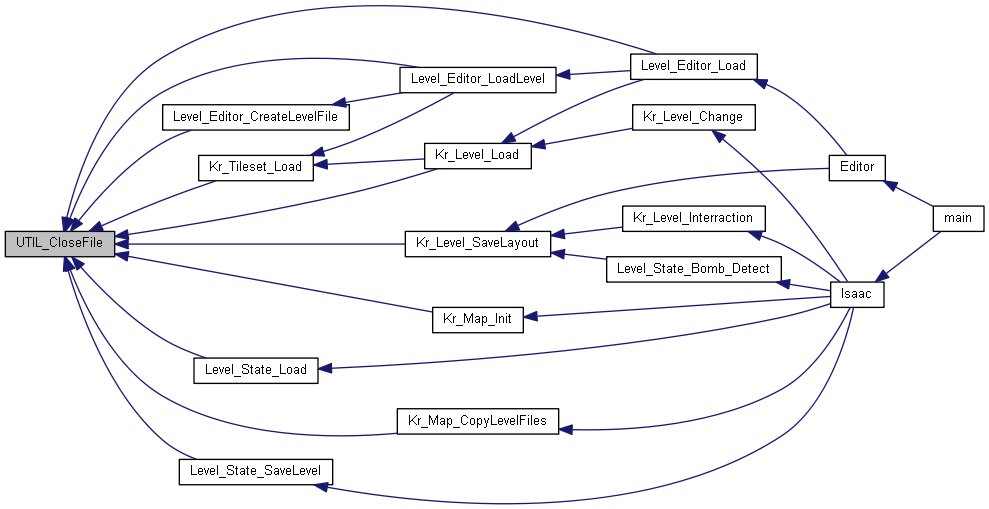 Level_Editor_Load
Level_Editor_LoadLevel
Level_Editor_CreateLevelFile
Kr_Level_Change
Kr_Level_Load
Kr_Tileset_Load
Editor
Kr_Level_Interraction
main
UTIL_CloseFile
Kr_Level_SaveLayout
Level_State_Bomb_Detect
Isaac
Kr_Map_Init
Level_State_Load
Kr_Map_CopyLevelFiles
Level_State_SaveLevel